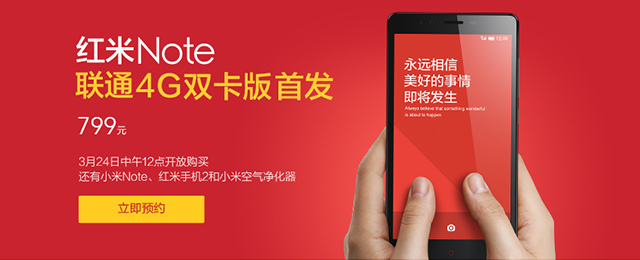 红米Note
联通4G双卡版首发
799元
3月24日中午12点开放购买
还有小米Note、红米手机2和小米空气净化器
立即预约
永远相信
美好的事情
即将发生
Always believe that something wonderful
is about to happen